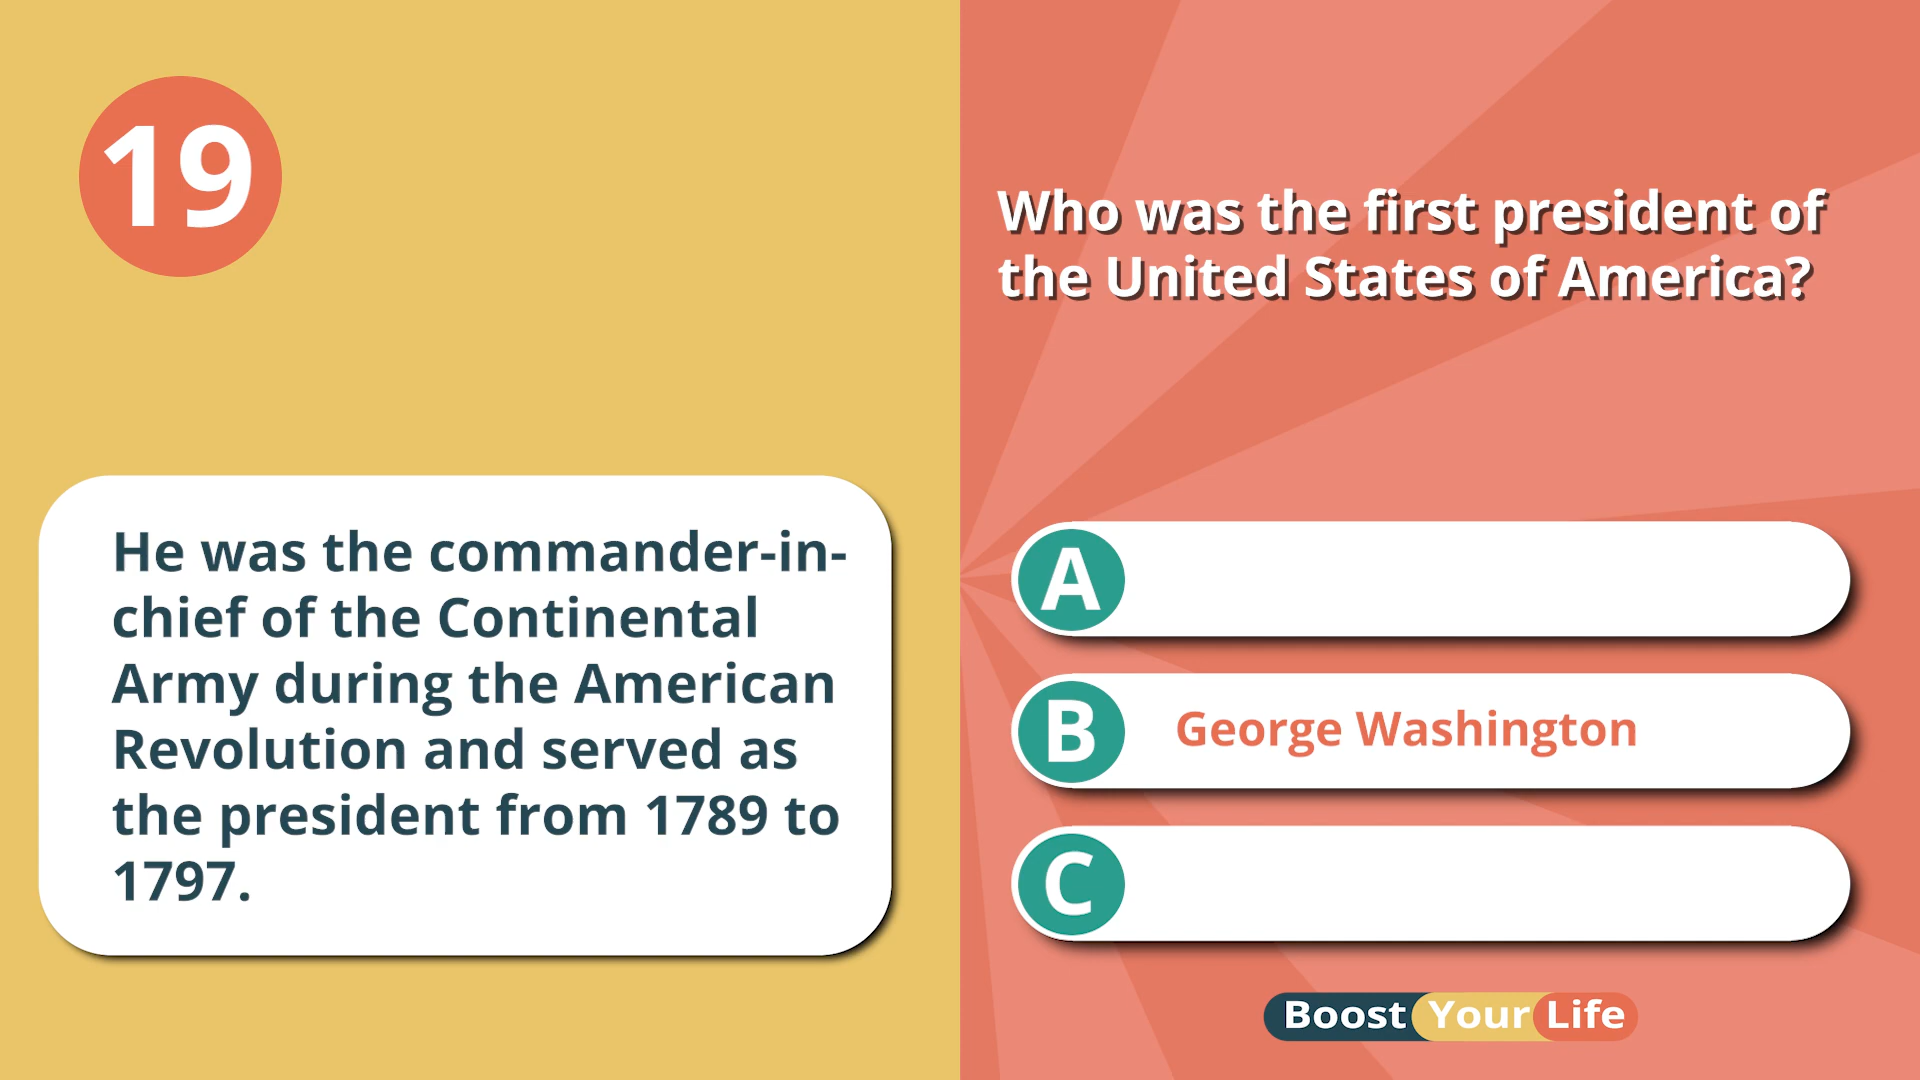 19
He was the commander-in-
chief of the Continental
Army during the American
Revolution and served as
the president from 1789 to
1797.
Who was the first president of
the United States of America?
A
B George Washington
C
Boost Your Life